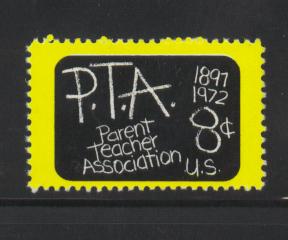 P.T.A.
1897
1972
8¢
Parent
Teacher
Association
U.S.